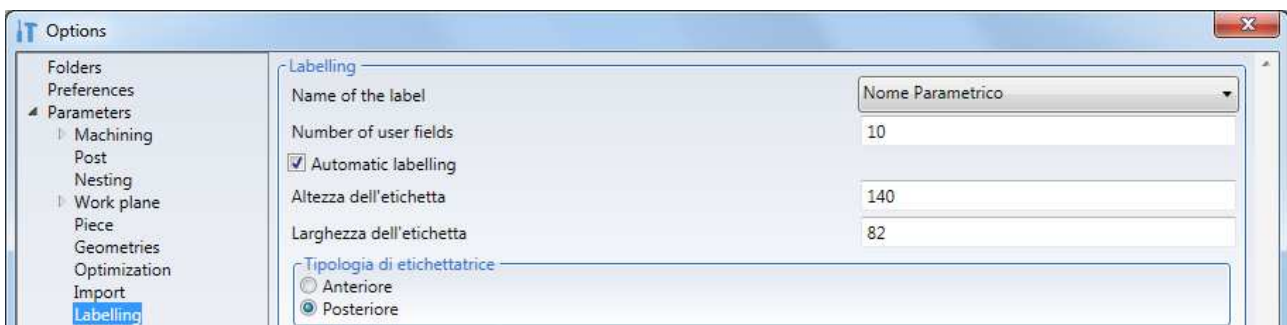 Options
Folders
Preferences
Parameters
Machining
Post
Nesting
Work plane
Piece
Geometries
Optimization
Import
Labelling
Labelling
Name of the label Nome Parametrico
Number of user fields 10
Automatic labelling
Altezza dell'etichetta 140
Larghezza dell'etichetta 82
Tipologia di etichettatrice
Anteriore
Posteriore